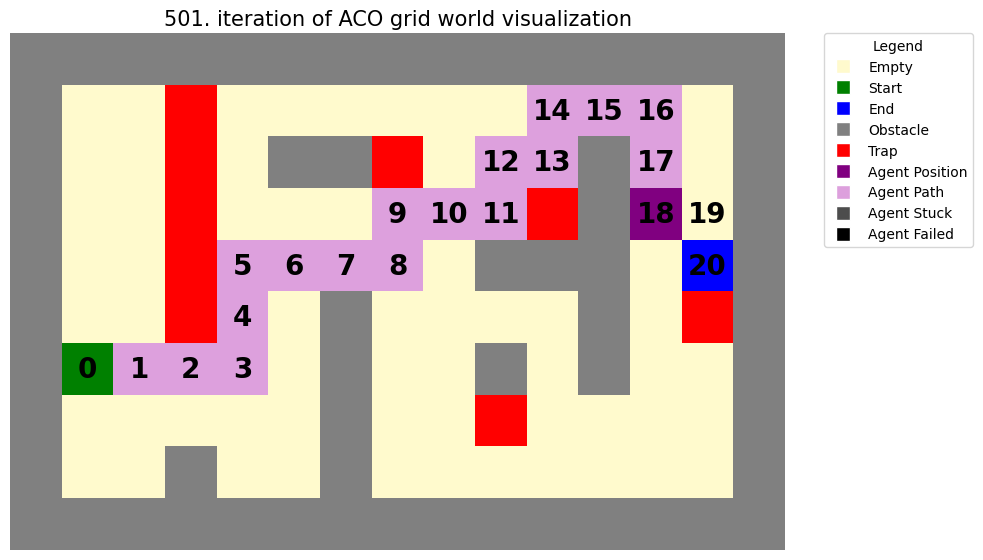 501. iteration of ACO grid world visualization
14 15 16
12 13 17
9 10 11 18 19
5 6 7 8 20
4
0 1 2 3
Legend
Empty
Start
End
Obstacle
Trap
Agent Position
Agent Path
Agent Stuck
Agent Failed